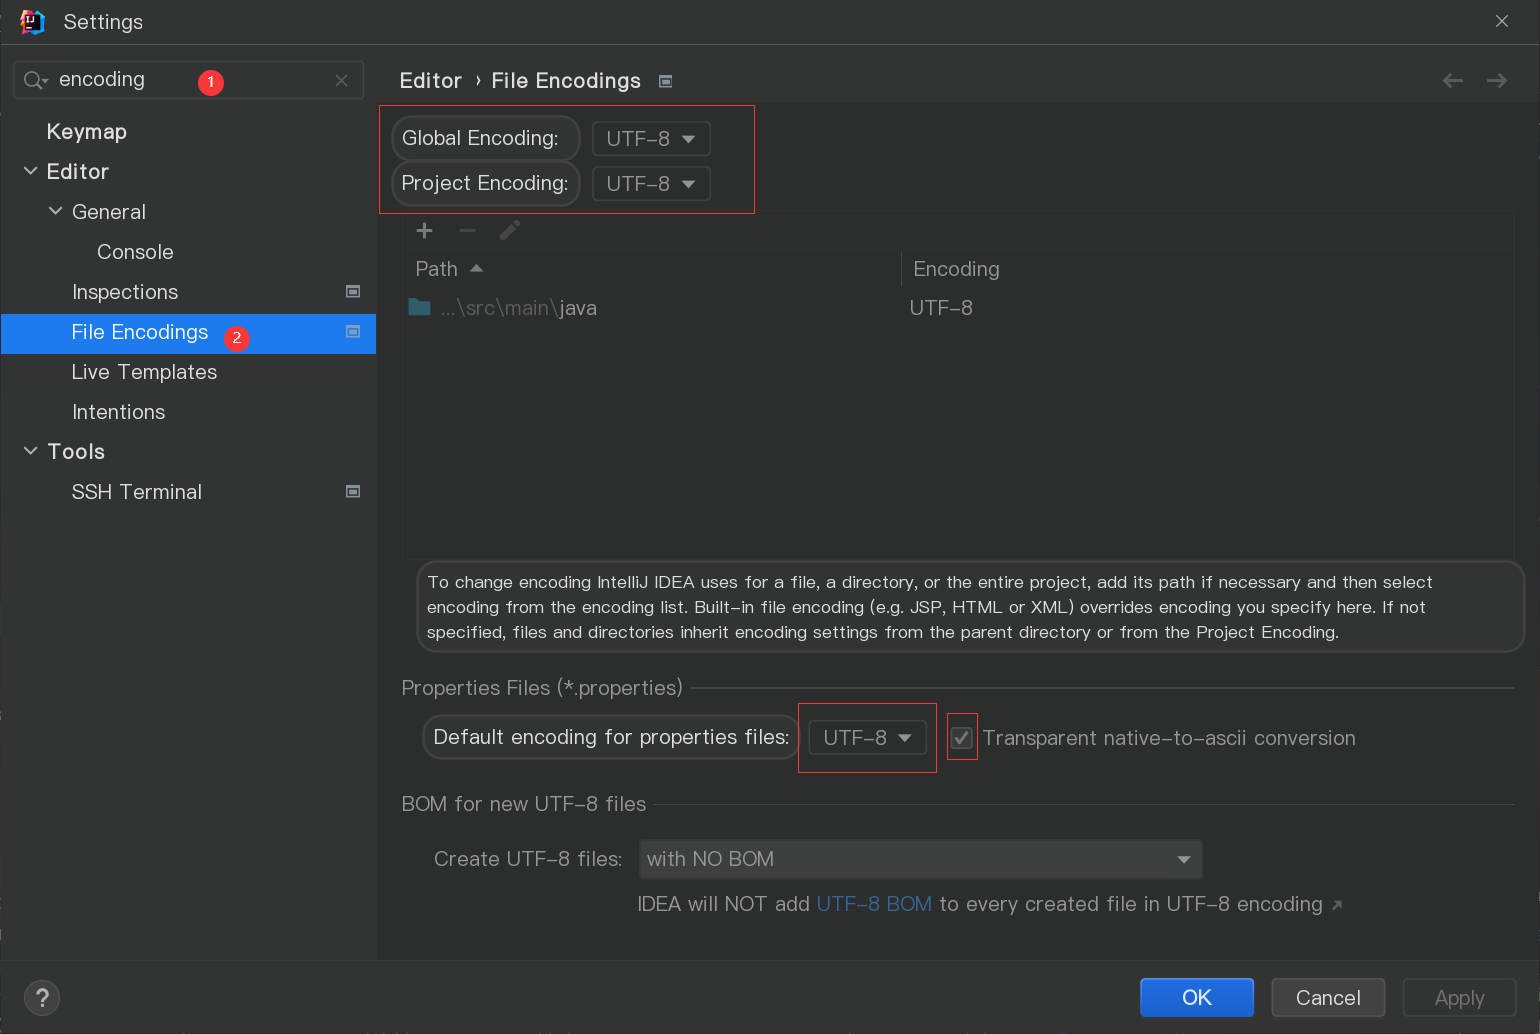 Settings
encoding 1
Keymap
Editor
General
Console
Inspections
File Encodings 2
Live Templates
Intentions
Tools
SSH Terminal
Editor › File Encodings
Global Encoding: UTF-8
Project Encoding: UTF-8
Path Encoding
...\src\main\java UTF-8
To change encoding IntelliJ IDEA uses for a file, a directory, or the entire project, add its path if necessary and then select
encoding from the encoding list. Built-in file encoding (e.g. JSP, HTML or XML) overrides encoding you specify here. If not
specified, files and directories inherit encoding settings from the parent directory or from the Project Encoding.
Properties Files (*.properties)
Default encoding for properties files: UTF-8 Transparent native-to-ascii conversion
BOM for new UTF-8 files
Create UTF-8 files: with NO BOM
IDEA will NOT add UTF-8 BOM to every created file in UTF-8 encoding ↗
? OK Cancel Apply